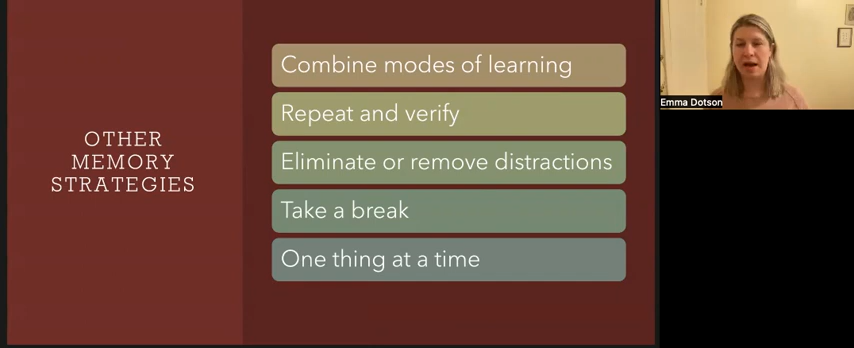 OTHER
MEMORY
STRATEGIES
Combine modes of learning
Repeat and verify
Eliminate or remove distractions
Take a break
One thing at a time
Emma Dotson